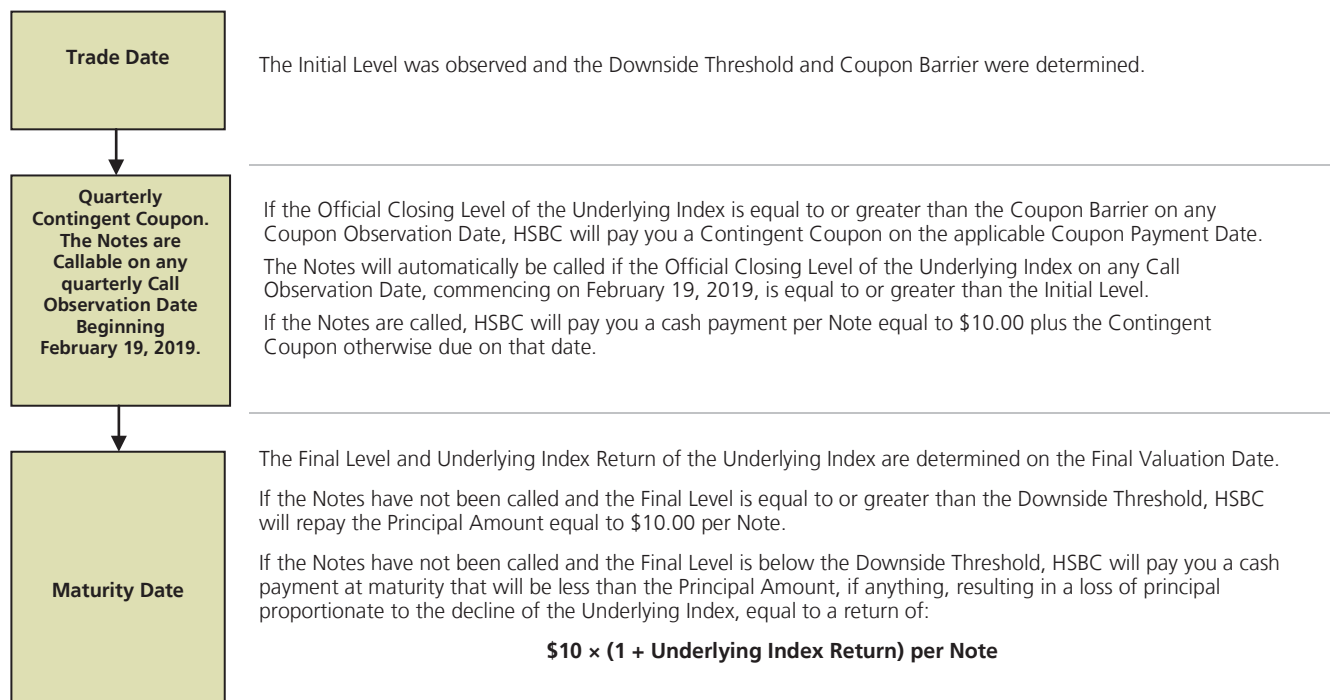 Trade Date
The Initial Level was observed and the Downside Threshold and Coupon Barrier were determined.
Quarterly
Contingent Coupon.
The Notes are
Callable on any
quarterly Call
Observation Date
Beginning
February 19, 2019.
If the Official Closing Level of the Underlying Index is equal to or greater than the Coupon Barrier on any
Coupon Observation Date, HSBC will pay you a Contingent Coupon on the applicable Coupon Payment Date.
The Notes will automatically be called if the Official Closing Level of the Underlying Index on any Call
Observation Date, commencing on February 19, 2019, is equal to or greater than the Initial Level.
If the Notes are called, HSBC will pay you a cash payment per Note equal to $10.00 plus the Contingent
Coupon otherwise due on that date.
Maturity Date
The Final Level and Underlying Index Return of the Underlying Index are determined on the Final Valuation Date.
If the Notes have not been called and the Final Level is equal to or greater than the Downside Threshold, HSBC
will repay the Principal Amount equal to $10.00 per Note.
If the Notes have not been called and the Final Level is below the Downside Threshold, HSBC will pay you a cash
payment at maturity that will be less than the Principal Amount, if anything, resulting in a loss of principal
proportionate to the decline of the Underlying Index, equal to a return of:
$10 × (1 + Underlying Index Return) per Note